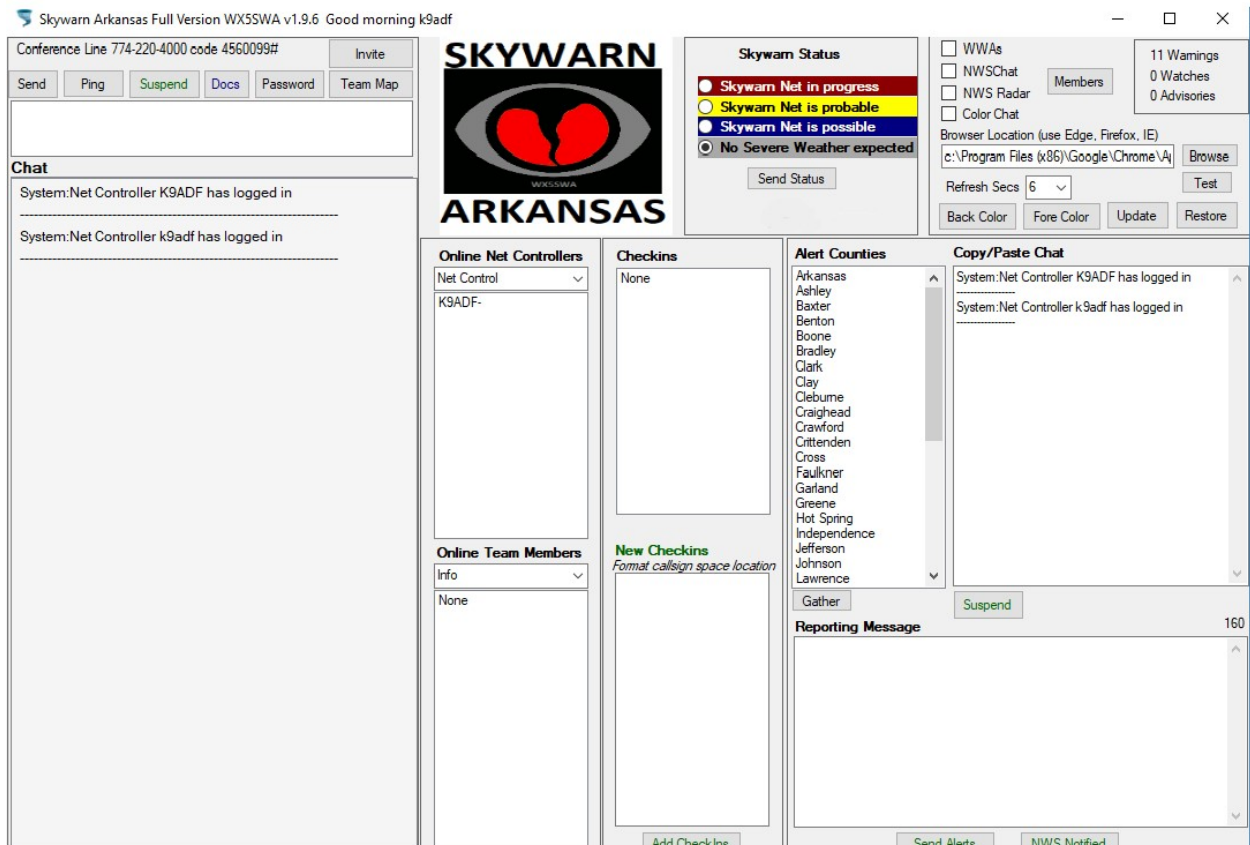 Skywarn Arkansas Full Version WX5SWA v1.9.6 Good morning k9adf
Conference Line 774-220-4000 code 4560099#
Invite
Send
Ping
Suspend
Docs
Password
Team Map
Chat
System:Net Controller K9ADF has logged in
--------------------------------------------------------------------------------
System:Net Controller k9adf has logged in
--------------------------------------------------------------------------------
SKYWARN
WX5SWA
ARKANSAS
Skywarn Status
Skywarn Net in progress
Skywarn Net is probable
Skywarn Net is possible
No Severe Weather expected
Send Status
WWAs
NWSChat
NWS Radar
Color Chat
Members
11 Warnings
0 Watches
0 Advisories
Browser Location (use Edge, Firefox, IE)
c:\Program Files (x86)\Google\Chrome\A
Browse
Refresh Secs
6
Test
Back Color
Fore Color
Update
Restore
Online Net Controllers
Net Control
K9ADF-
Online Team Members
Info
None
Checkins
None
New Checkins
Format callsign space location
Add CheckIns
Alert Counties
Arkansas
Ashley
Baxter
Benton
Boone
Bradley
Clark
Clay
Cleburne
Craighead
Crawford
Crittenden
Cross
Faulkner
Garland
Greene
Hot Spring
Independence
Jefferson
Johnson
Lawrence
Gather
Copy/Paste Chat
System:Net Controller K9ADF has logged in
-----------------
System:Net Controller k9adf has logged in
-----------------
Suspend
Reporting Message
160
Send Alerts
NWS Notified